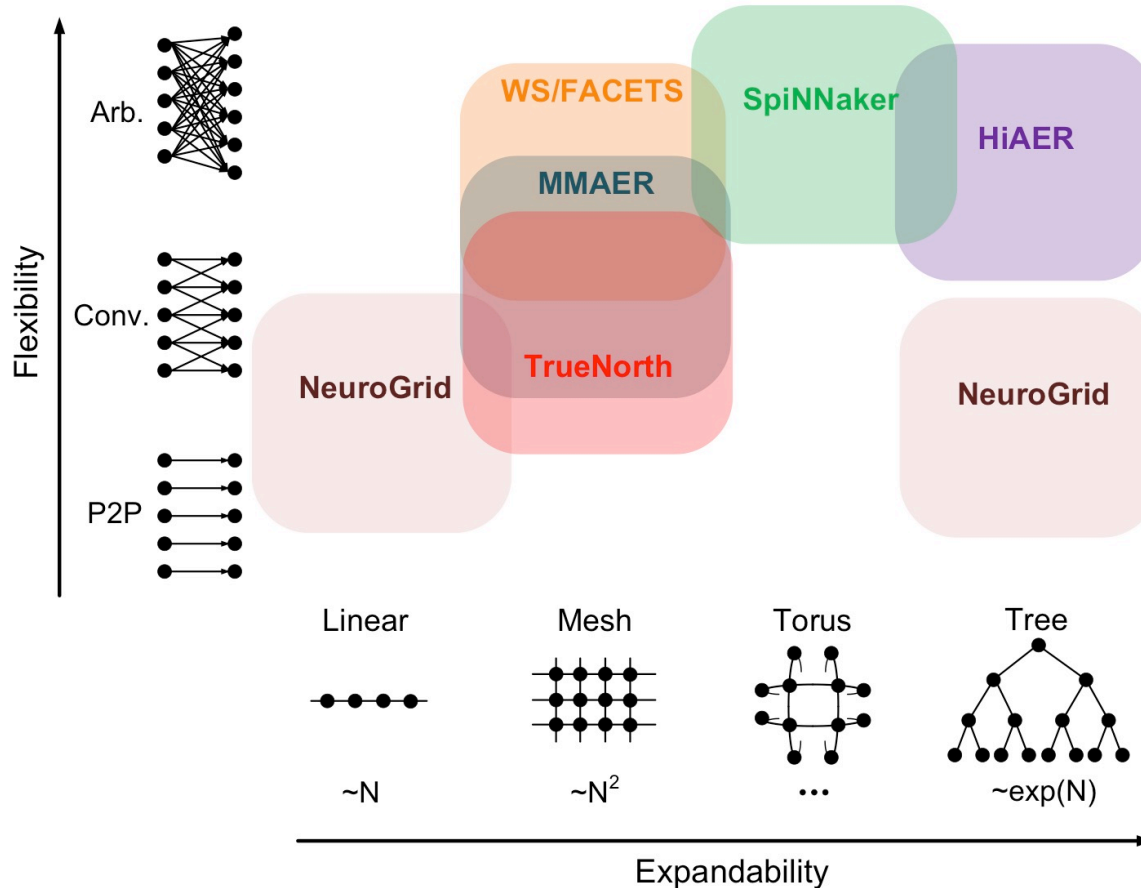 Flexibility
Arb.
Conv.
P2P
WS/FACETS
SpiNNaker
HiAER
MMAER
TrueNorth
NeuroGrid
NeuroGrid
Linear
Mesh
Torus
Tree
~N
~N²
...
~exp(N)
Expandability